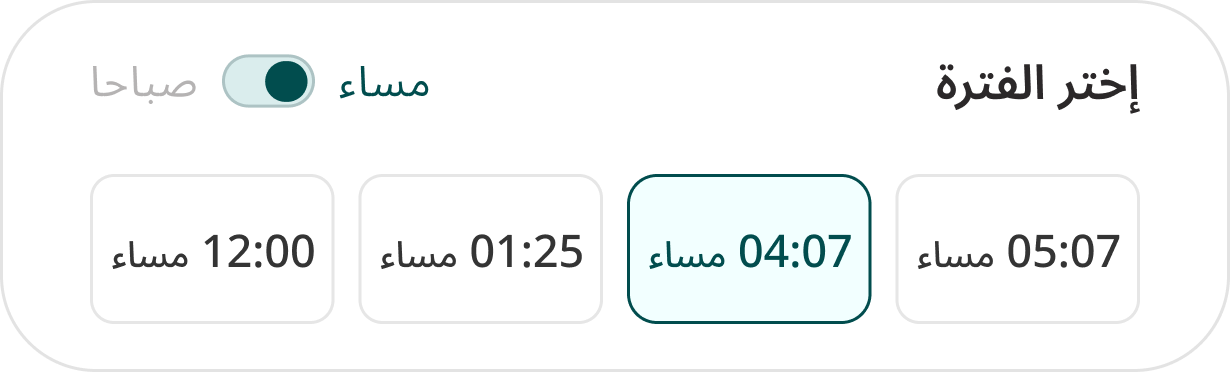 إختر الفترة
مساء صباحا
05:07 مساء
04:07 مساء
01:25 مساء
12:00 مساء